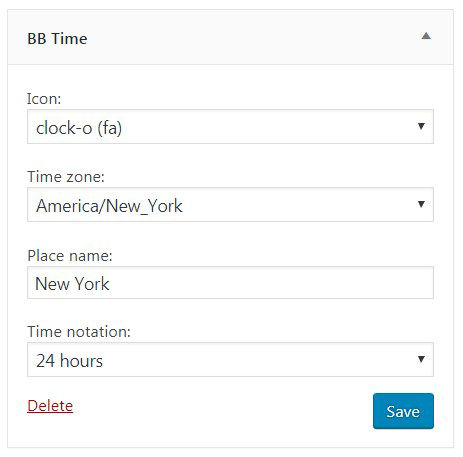 BB Time
Icon:
clock-o (fa)
Time zone:
America/New_York
Place name:
New York
Time notation:
24 hours
Delete
Save